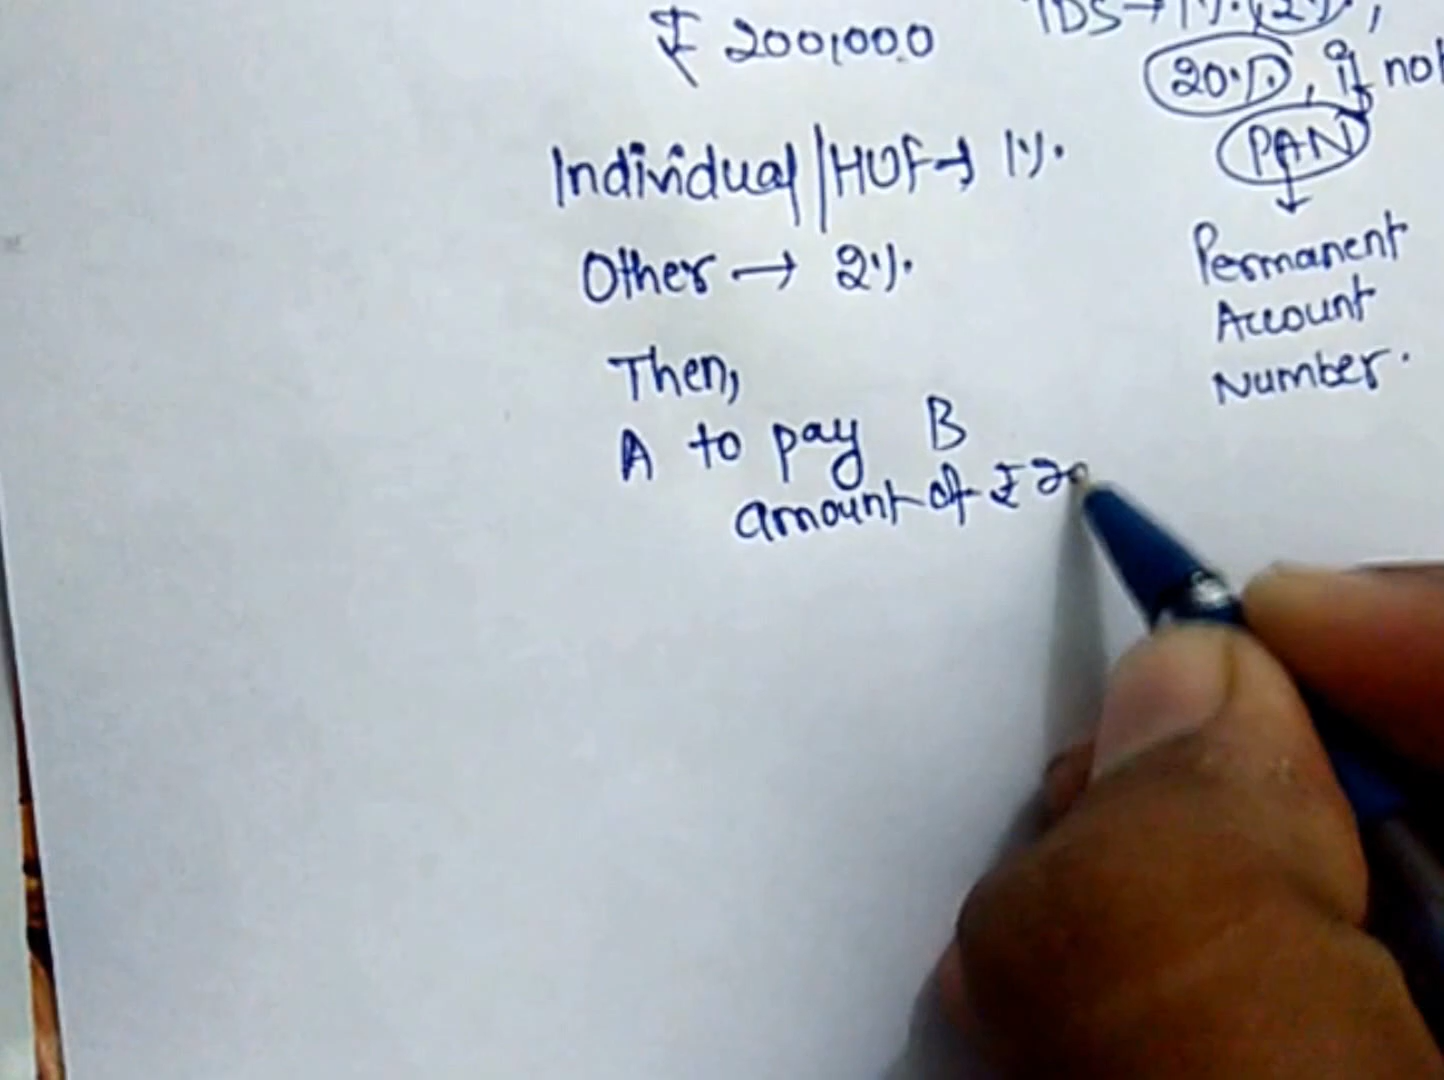 ₹ 200,000 TDS → 1%, 2%,
20%, if not
PAN
Individual/HUF → 1%.
Other → 2%.
Permanent
Account
Number.
Then,
A to pay B
amount of ₹ 20